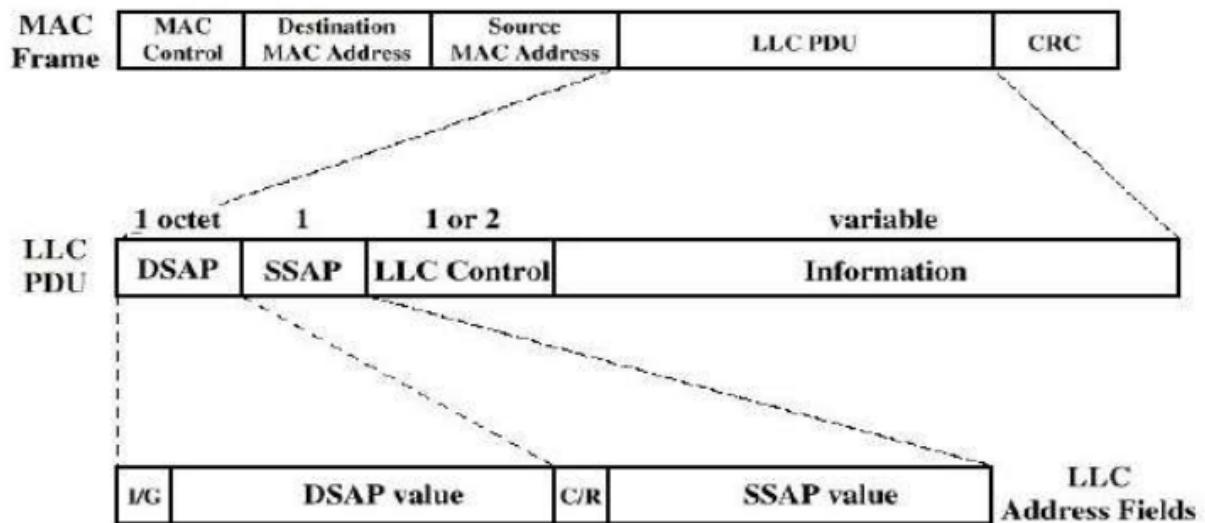 MAC Frame
MAC Control
Destination MAC Address
Source MAC Address
LLC PDU
CRC
1 octet
1
1 or 2
variable
LLC PDU
DSAP
SSAP
LLC Control
Information
I/G
DSAP value
C/R
SSAP value
LLC Address Fields